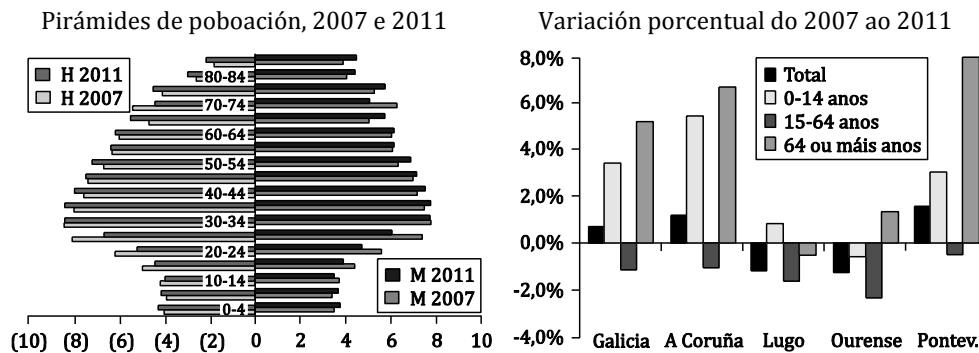 Pirámides de poboación, 2007 e 2011
H 2011
H 2007
80-84
70-74
60-64
50-54
40-44
30-34
20-24
10-14
0-4
M 2011
M 2007
(10) (8) (6) (4) (2) 0 2 4 6 8 10
Variación porcentual do 2007 ao 2011
8,0%
6,0%
4,0%
2,0%
0,0%
-2,0%
-4,0%
Total
0-14 anos
15-64 anos
64 ou máis anos
Galicia A Coruña Lugo Ourense Pontev.